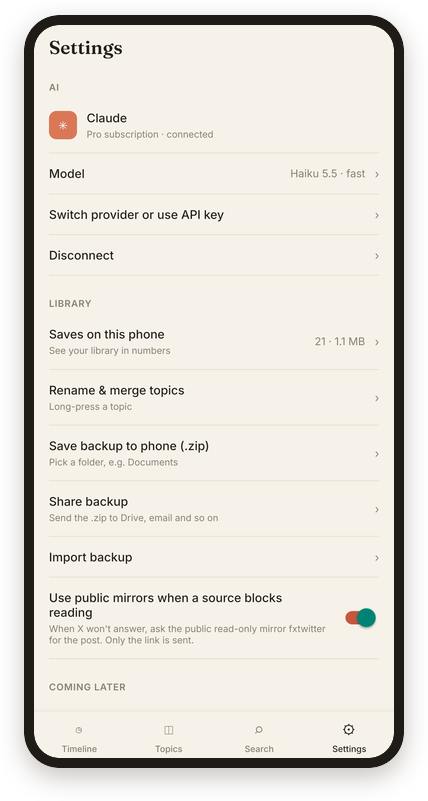 Settings
AI
Claude
Pro subscription · connected
Model
Haiku 5.5 · fast
Switch provider or use API key
Disconnect
LIBRARY
Saves on this phone
See your library in numbers
21 · 1.1 MB
Rename & merge topics
Long-press a topic
Save backup to phone (.zip)
Pick a folder, e.g. Documents
Share backup
Send the .zip to Drive, email and so on
Import backup
Use public mirrors when a source blocks
reading
When X won't answer, ask the public read-only mirror fxtwitter
for the post. Only the link is sent.
COMING LATER
Timeline
Topics
Search
Settings